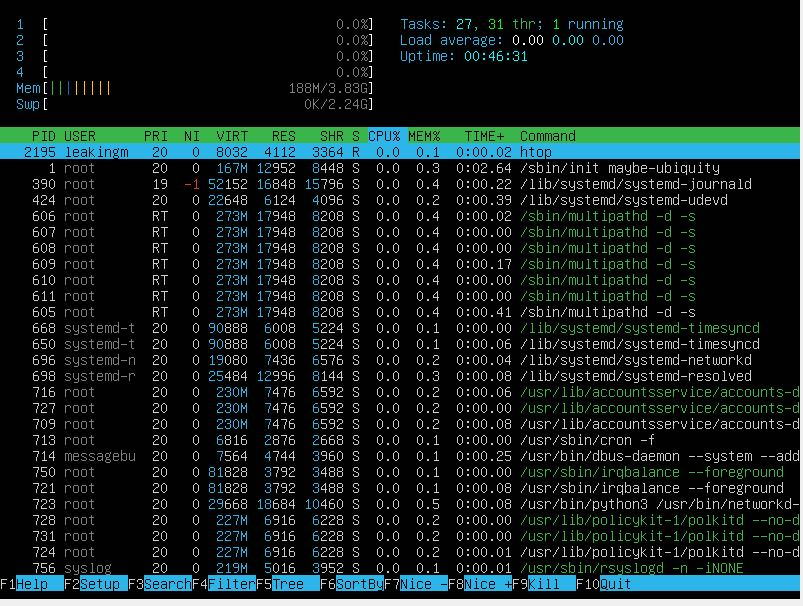 1 [ 0.0%] Tasks: 27, 31 thr; 1 running
2 [ 0.0%] Load average: 0.00 0.00 0.00
3 [ 0.0%] Uptime: 00:46:31
4 [ 0.0%]
Mem[||||||||| 188M/3.83G]
Swp[ 0K/2.24G]
PID USER PRI NI VIRT RES SHR S CPU% MEM% TIME+ Command
2195 leakingm 20 0 8032 4112 3364 R 0.0 0.1 0:00.02 htop
1 root 20 0 167M 12952 8448 S 0.0 0.3 0:02.64 /sbin/init maybe-ubiquity
390 root 19 -1 52152 16848 15796 S 0.0 0.4 0:00.22 /lib/systemd/systemd-journald
424 root 20 0 22648 6124 4096 S 0.0 0.2 0:00.39 /lib/systemd/systemd-udevd
606 root RT 0 273M 17948 8208 S 0.0 0.4 0:00.02 /sbin/multipathd -d -s
607 root RT 0 273M 17948 8208 S 0.0 0.4 0:00.00 /sbin/multipathd -d -s
608 root RT 0 273M 17948 8208 S 0.0 0.4 0:00.00 /sbin/multipathd -d -s
609 root RT 0 273M 17948 8208 S 0.0 0.4 0:00.17 /sbin/multipathd -d -s
610 root RT 0 273M 17948 8208 S 0.0 0.4 0:00.00 /sbin/multipathd -d -s
611 root RT 0 273M 17948 8208 S 0.0 0.4 0:00.00 /sbin/multipathd -d -s
605 root RT 0 273M 17948 8208 S 0.0 0.4 0:00.41 /sbin/multipathd -d -s
668 systemd-t 20 0 90888 6008 5224 S 0.0 0.1 0:00.00 /lib/systemd/systemd-timesyncd
650 systemd-t 20 0 90888 6008 5224 S 0.0 0.1 0:00.06 /lib/systemd/systemd-timesyncd
696 systemd-n 20 0 19080 7436 6576 S 0.0 0.2 0:00.04 /lib/systemd/systemd-networkd
698 systemd-r 20 0 25484 12996 8144 S 0.0 0.3 0:00.08 /lib/systemd/systemd-resolved
716 root 20 0 230M 7476 6592 S 0.0 0.2 0:00.06 /usr/lib/accountsservice/accounts-d
727 root 20 0 230M 7476 6592 S 0.0 0.2 0:00.00 /usr/lib/accountsservice/accounts-d
709 root 20 0 230M 7476 6592 S 0.0 0.2 0:00.08 /usr/lib/accountsservice/accounts-d
713 root 20 0 6816 2876 2668 S 0.0 0.1 0:00.00 /usr/sbin/cron -f
714 messagebu 20 0 7564 4744 3960 S 0.0 0.1 0:00.25 /usr/bin/dbus-daemon --system --add
750 root 20 0 81828 3792 3488 S 0.0 0.1 0:00.00 /usr/sbin/irqbalance --foreground
721 root 20 0 81828 3792 3488 S 0.0 0.1 0:00.08 /usr/sbin/irqbalance --foreground
723 root 20 0 29668 18684 10460 S 0.0 0.5 0:00.08 /usr/bin/python3 /usr/bin/networkd-
728 root 20 0 227M 6916 6228 S 0.0 0.2 0:00.00 /usr/lib/policykit-1/polkitd --no-d
731 root 20 0 227M 6916 6228 S 0.0 0.2 0:00.00 /usr/lib/policykit-1/polkitd --no-d
724 root 20 0 227M 6916 6228 S 0.0 0.2 0:00.01 /usr/lib/policykit-1/polkitd --no-d
756 syslog 20 0 219M 5016 3952 S 0.0 0.1 0:00.01 /usr/sbin/rsyslogd -n -iNONE
F1Help F2Setup F3SearchF4FilterF5Tree F6SortByF7Nice -F8Nice +F9Kill F10Quit